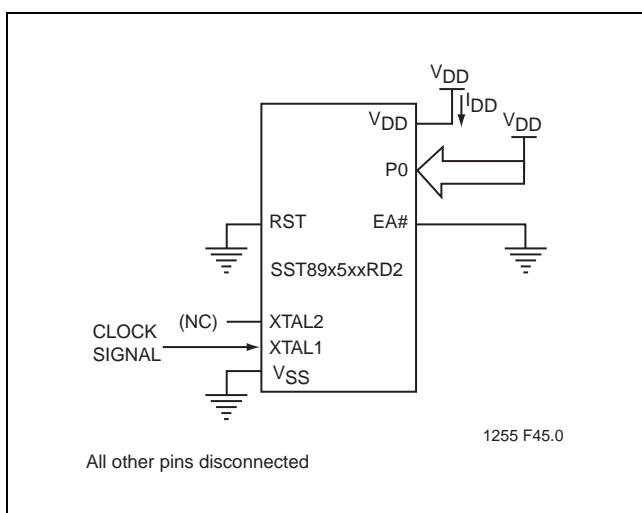 VDD
IDD
VDD
VDD
P0
RST
EA#
SST89x5xxRD2
(NC)
XTAL2
CLOCK
SIGNAL
XTAL1
VSS
1255 F45.0
All other pins disconnected